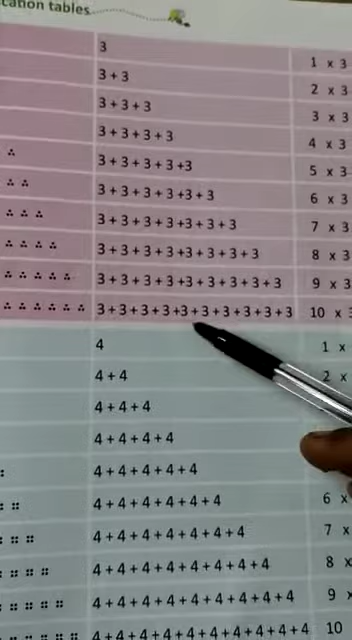 cation tables
3 1 x 3
3 + 3 2 x 3
3 + 3 + 3 3 x 3
3 + 3 + 3 + 3 4 x 3
3 + 3 + 3 + 3 +3 5 x 3
3 + 3 + 3 + 3 +3 + 3 6 x 3
3 + 3 + 3 + 3 +3 + 3 + 3 7 x 3
3 + 3 + 3 + 3 +3 + 3 + 3 + 3 8 x 3
3 + 3 + 3 + 3 +3 + 3 + 3 + 3 + 3 9 x 3
3 + 3 + 3 + 3 +3 + 3 + 3 + 3 + 3 + 3 10 x 3
4 1 x
4 + 4 2 x
4 + 4 + 4
4 + 4 + 4 + 4
4 + 4 + 4 + 4 + 4
4 + 4 + 4 + 4 + 4 + 4 6 x
4 + 4 + 4 + 4 + 4 + 4 + 4 7 x
4 + 4 + 4 + 4 + 4 + 4 + 4 + 4 8 x
4 + 4 + 4 + 4 + 4 + 4 + 4 + 4 + 4 9 x
4 + 4 + 4 + 4 + 4 + 4 + 4 + 4 + 4 + 4 10